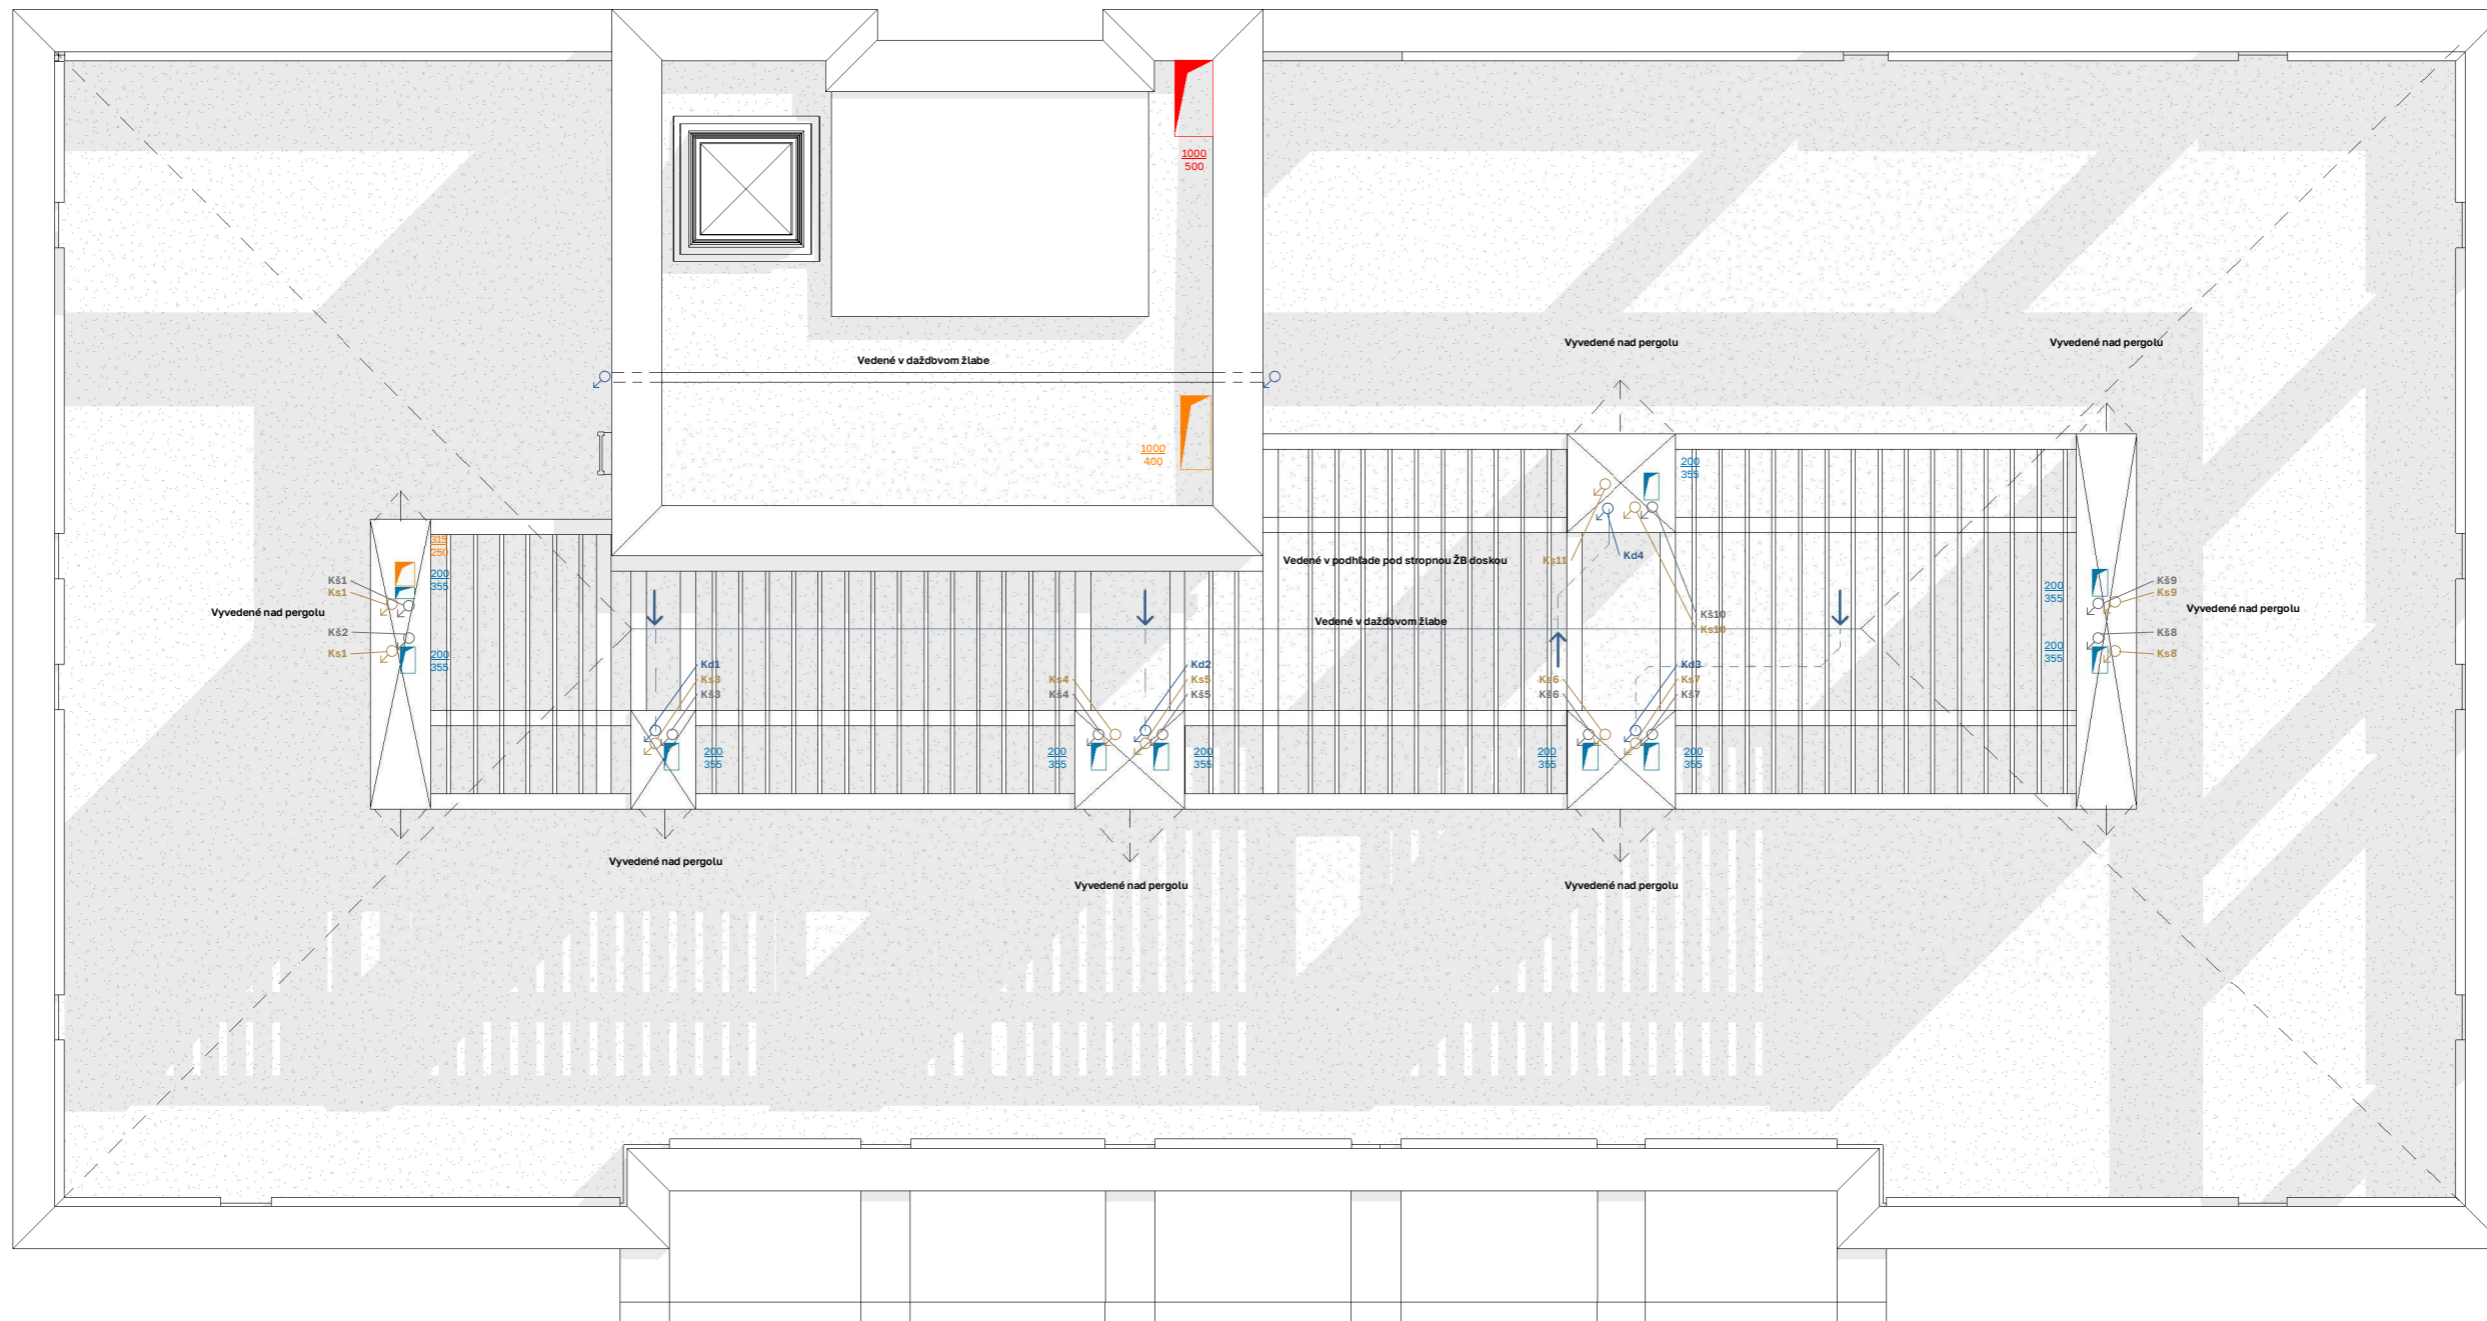 1000
500
Vyvedené nad pergolu
Vyvedené nad pergolu
Vedené v dažďovom žlabe
1000
400
200
355
315
250
Vedené v podhľade pod stropnou ŽB doskou
Ks11
Kd4
200
355
Kš1
Ks1
Vyvedené nad pergolu
Kš2
Ks1
200
355
Kš9
Ks9
200
355
Vyvedené nad pergolu
Kš10
Ks10
Vedené v dažďovom žlabe
Kš8
Ks8
200
355
Kd1
Ks3
Kš3
Ks4
Kš4
Kd2
Ks5
Kš5
Ks6
Kš6
Kd3
Ks7
Kš7
200
355
200
355
200
355
200
355
200
355
Vyvedené nad pergolu
Vyvedené nad pergolu
Vyvedené nad pergolu